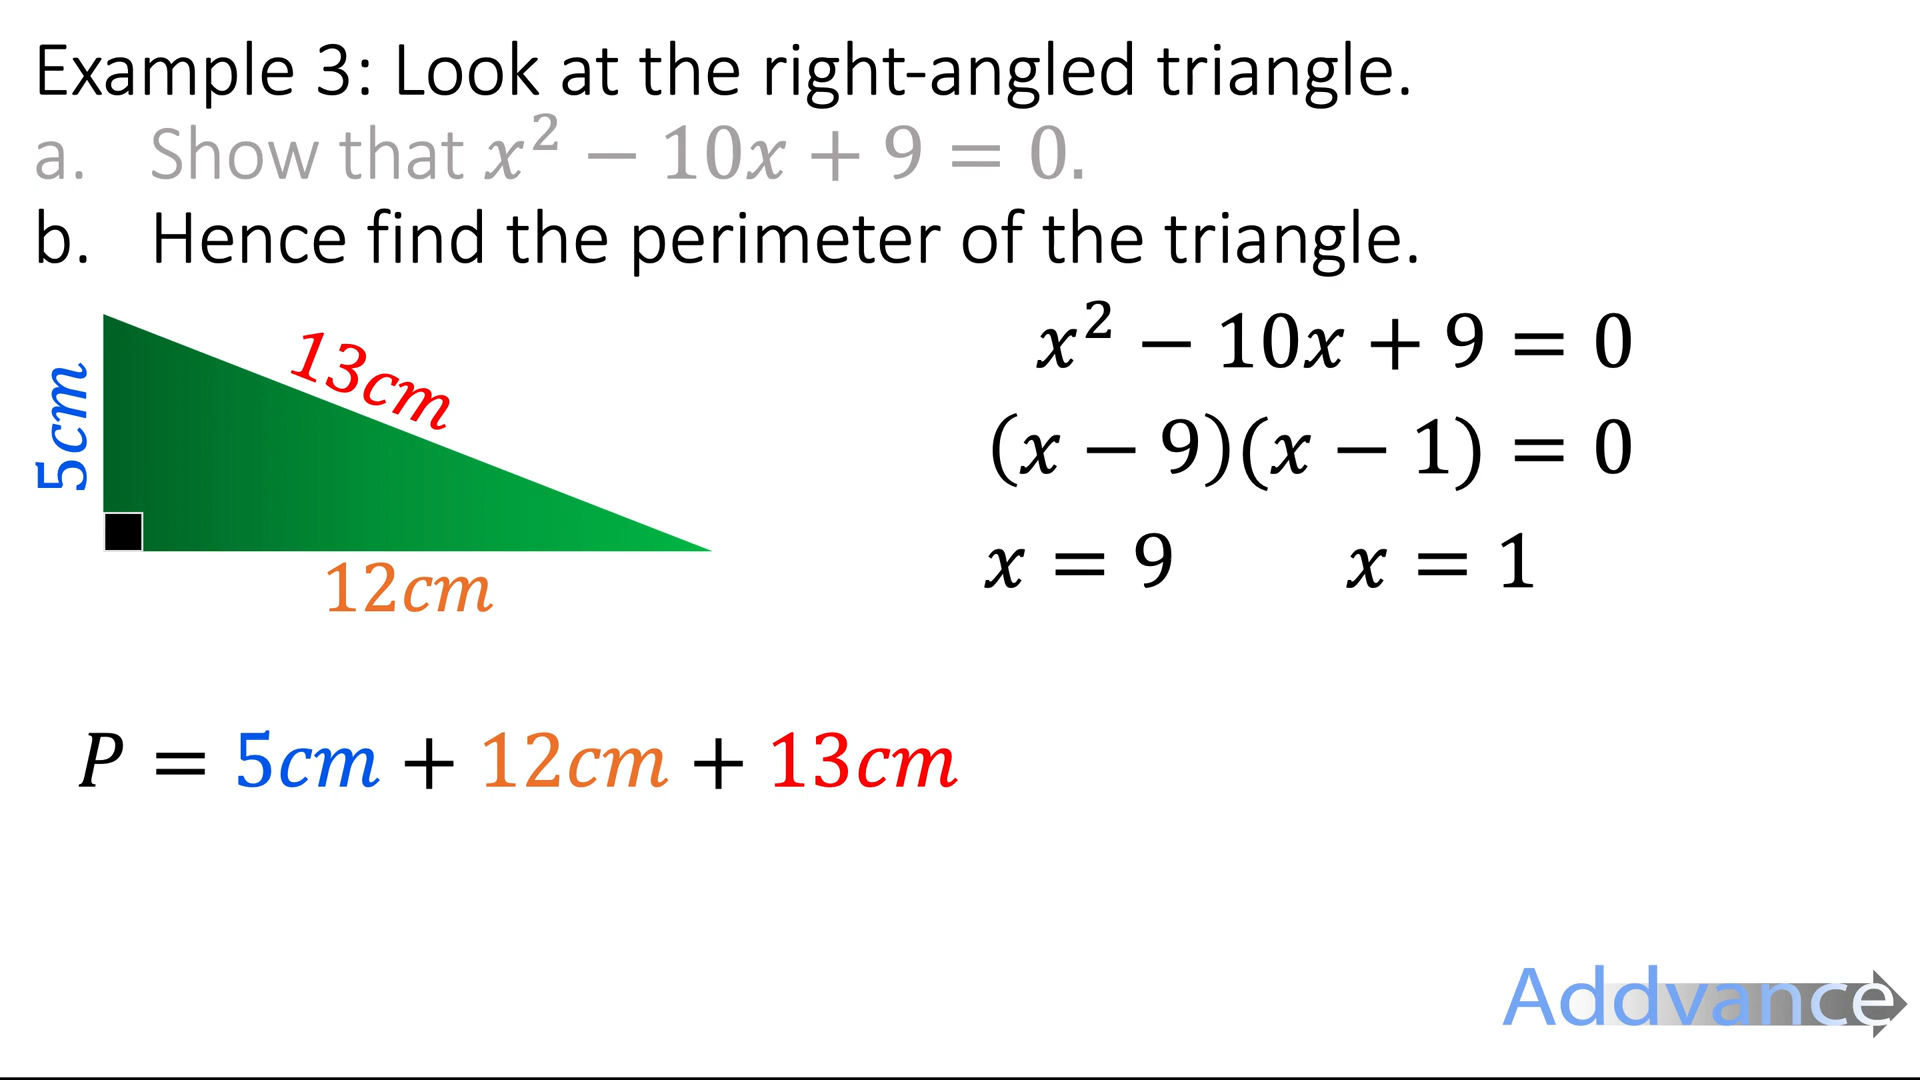 Example 3: Look at the right-angled triangle.
a. Show that x² − 10x + 9 = 0.
b. Hence find the perimeter of the triangle.
5cm
13cm
12cm
x² − 10x + 9 = 0
(x − 9)(x − 1) = 0
x = 9 x = 1
P = 5cm + 12cm + 13cm
Addvance